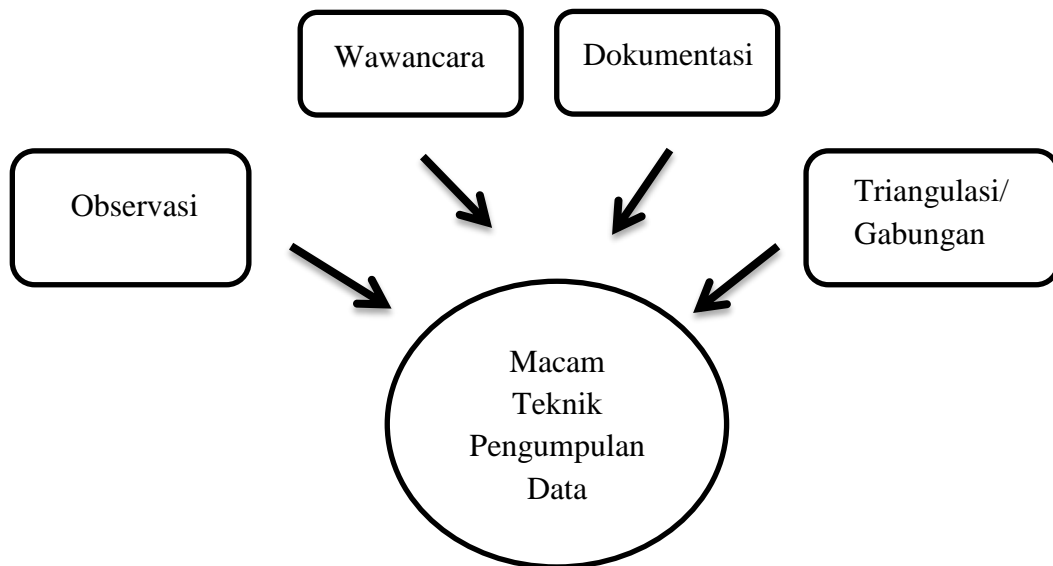 Wawancara
Dokumentasi
Observasi
Triangulasi/
Gabungan
Macam
Teknik
Pengumpulan
Data